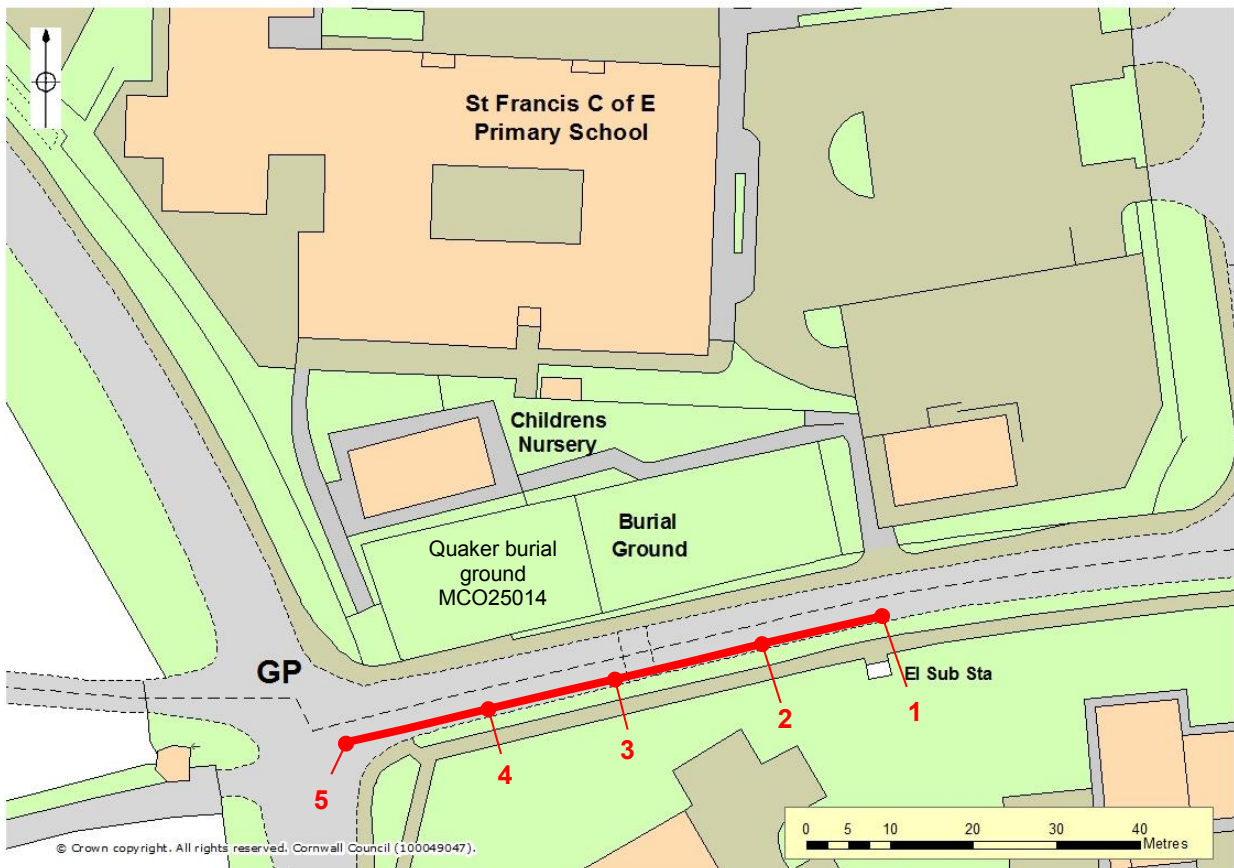 St Francis C of E
Primary School
Childrens
Nursery
Burial
Ground
Quaker burial
ground
MCO25014
GP
El Sub Sta
1
2
3
4
5
0 5 10 20 30 40
Metres
© Crown copyright. All rights reserved. Cornwall Council (100049047).